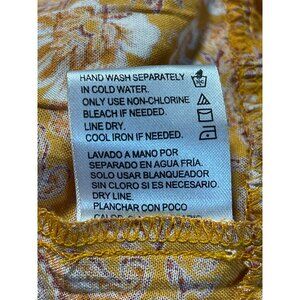 HAND WASH SEPARATELY
IN COLD WATER.
ONLY USE NON-CHLORINE
BLEACH IF NEEDED.
LINE DRY.
COOL IRON IF NEEDED.
LAVADO A MANO POR
SEPARADO EN AGUA FRÍA.
SOLO USAR BLANQUEADOR
SIN CLORO SI ES NECESARIO.
DRY LINE.
PLANCHAR CON POCO